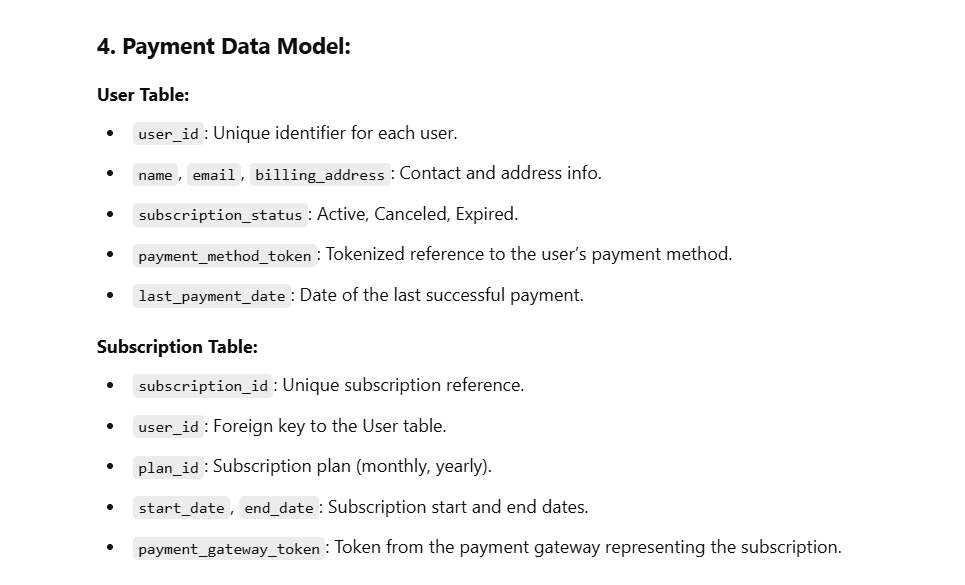 4. Payment Data Model:
User Table:
• user_id: Unique identifier for each user.
• name, email, billing_address: Contact and address info.
• subscription_status: Active, Canceled, Expired.
• payment_method_token: Tokenized reference to the user’s payment method.
• last_payment_date: Date of the last successful payment.
Subscription Table:
• subscription_id: Unique subscription reference.
• user_id: Foreign key to the User table.
• plan_id: Subscription plan (monthly, yearly).
• start_date, end_date: Subscription start and end dates.
• payment_gateway_token: Token from the payment gateway representing the subscription.